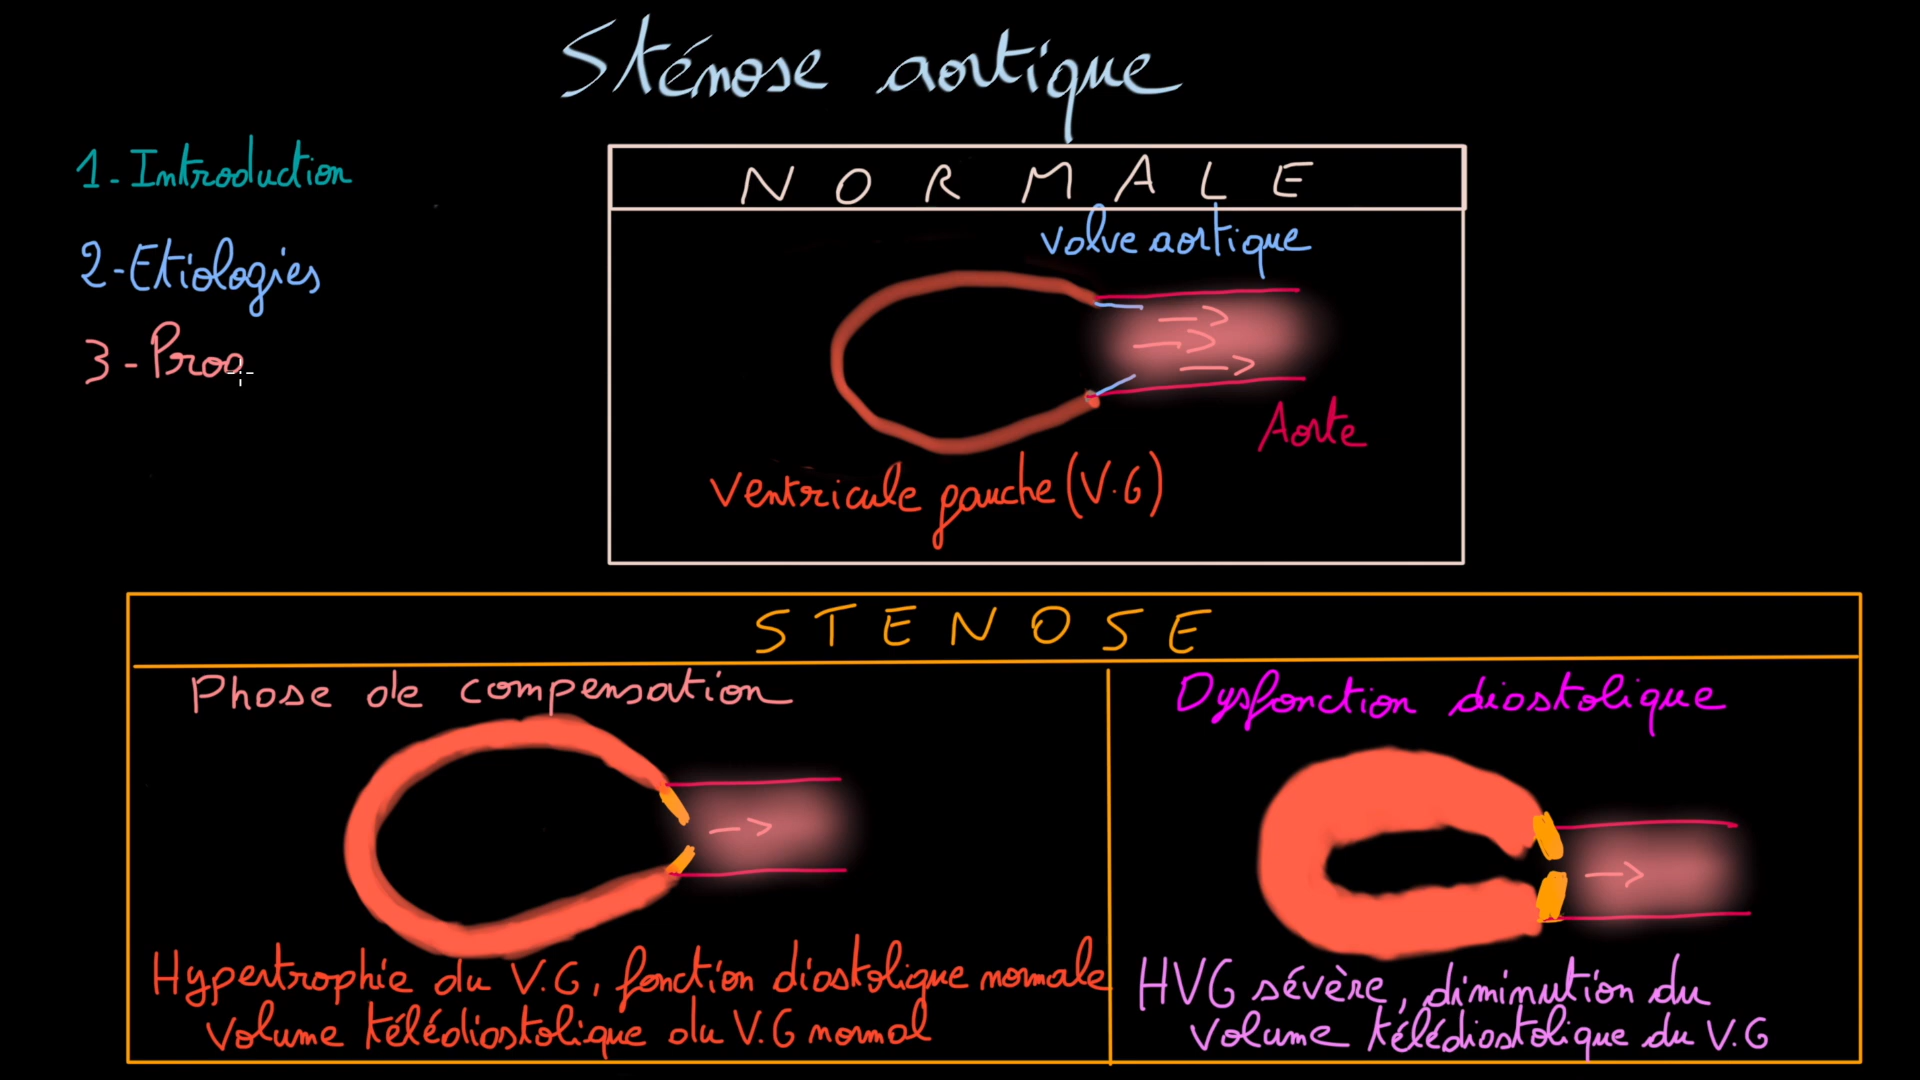 Sténose aortique
1-Introduction
2-Etiologies
3-Prog
NORMALE
valve aortique
Aorte
Ventricule gauche (V.G)
STENOSE
Phase de compensation
Hypertrophie du V.G, fonction diastolique normale
volume télédiastolique du V.G normal
Dysfonction diastolique
HVG sévère, diminution du
volume télédiastolique du V.G